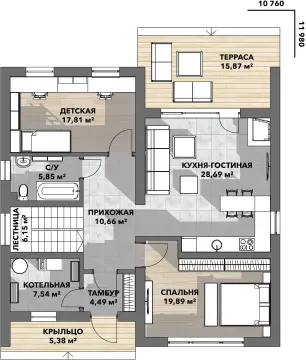 10 760
11 980
ТЕРРАСА
15,87 м²
ДЕТСКАЯ
17,81 м²
С/У
5,85 м²
КУХНЯ-ГОСТИНАЯ
28,69 м²
ПРИХОЖАЯ
10,66 м²
ЛЕСТНИЦА
6,15 м²
КОТЕЛЬНАЯ
7,54 м²
ТАМБУР
4,49 м²
СПАЛЬНЯ
19,89 м²
КРЫЛЬЦО
5,38 м²